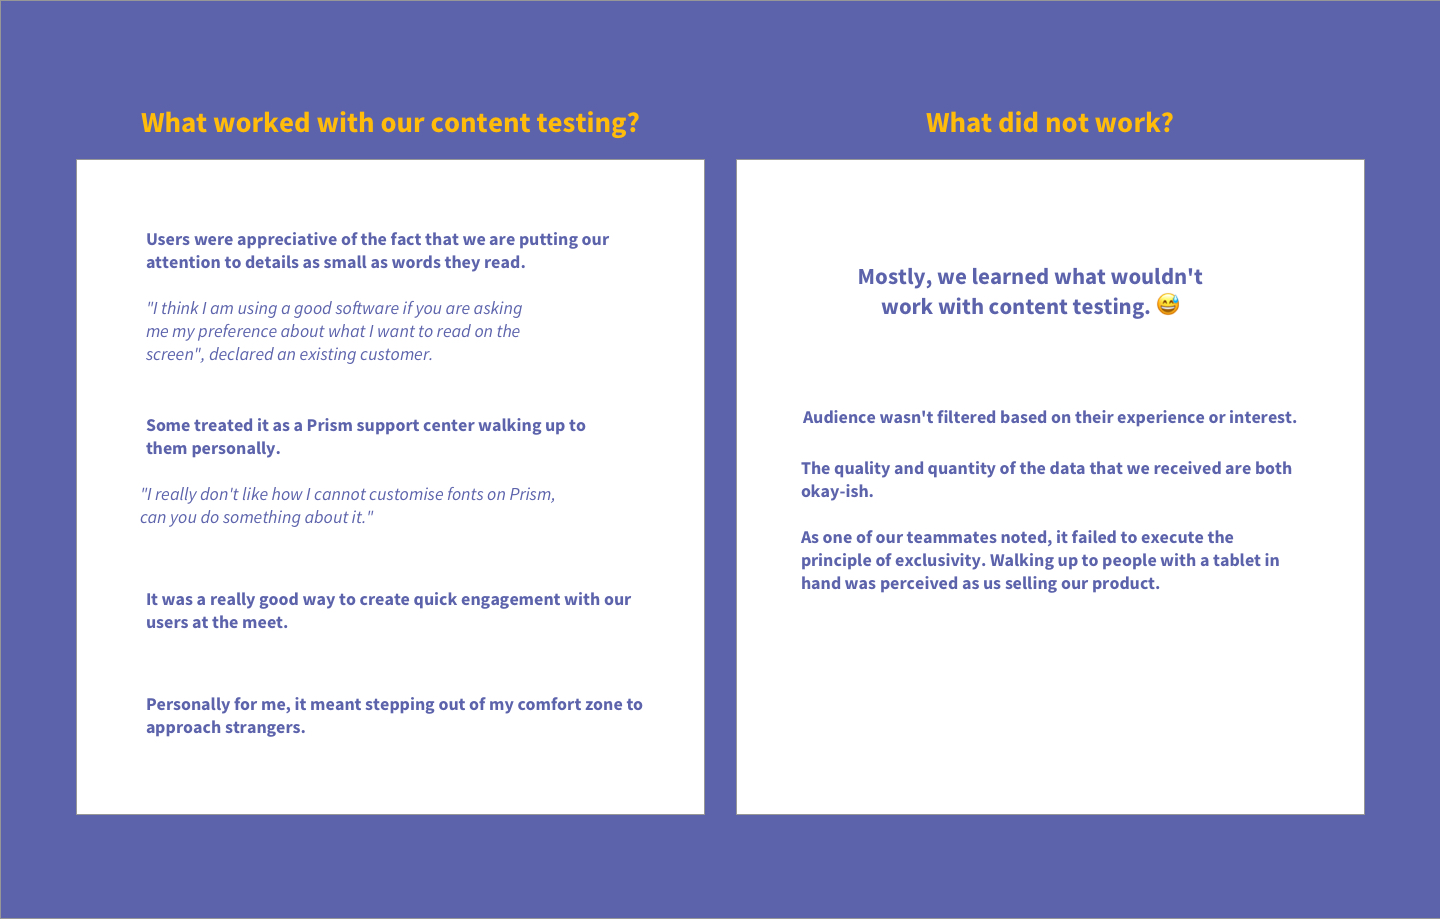 What worked with our content testing?
Users were appreciative of the fact that we are putting our
attention to details as small as words they read.
"I think I am using a good software if you are asking
me my preference about what I want to read on the
screen", declared an existing customer.
Some treated it as a Prism support center walking up to
them personally.
"I really don't like how I cannot customise fonts on Prism,
can you do something about it."
It was a really good way to create quick engagement with our
users at the meet.
Personally for me, it meant stepping out of my comfort zone to
approach strangers.
What did not work?
Mostly, we learned what wouldn't
work with content testing. 😅
Audience wasn't filtered based on their experience or interest.
The quality and quantity of the data that we received are both
okay-ish.
As one of our teammates noted, it failed to execute the
principle of exclusivity. Walking up to people with a tablet in
hand was perceived as us selling our product.